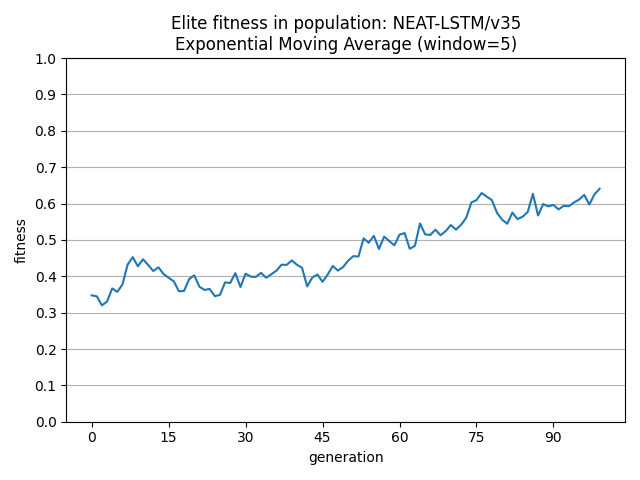 Elite fitness in population: NEAT-LSTM/v35
Exponential Moving Average (window=5)
1.0
0.9
0.8
0.7
0.6
0.5
0.4
0.3
0.2
0.1
0.0
fitness
0 15 30 45 60 75 90
generation